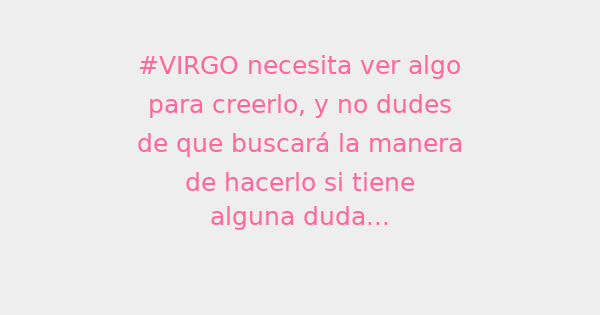 #VIRGO necesita ver algo
para creerlo, y no dudes
de que buscará la manera
de hacerlo si tiene
alguna duda...